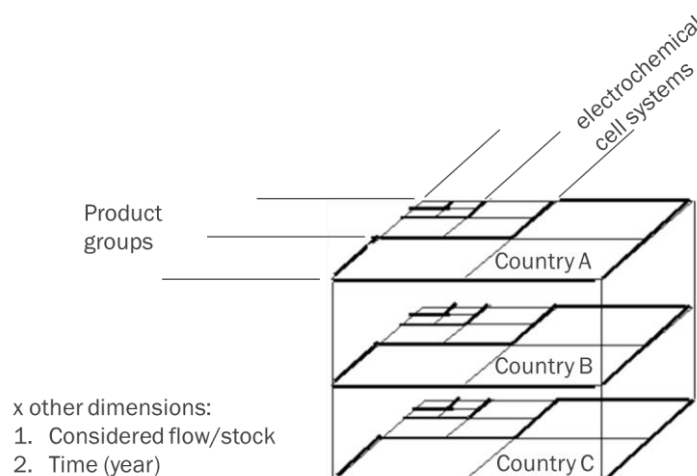 electrochemical
cell systems
Product
groups
Country A
Country B
Country C
x other dimensions:
1. Considered flow/stock
2. Time (year)